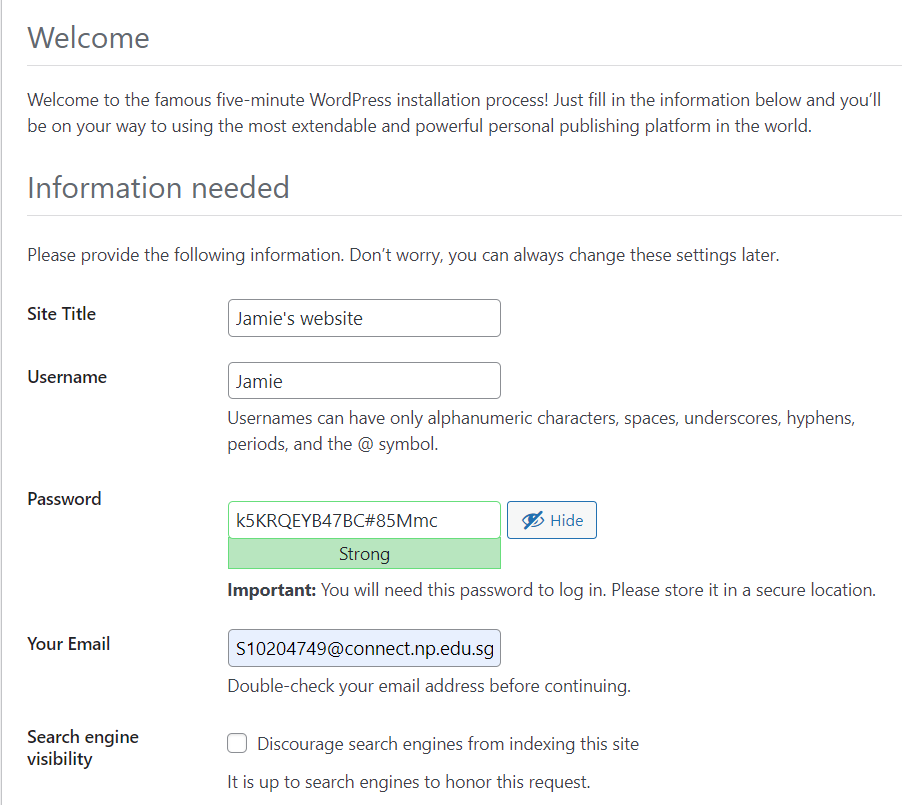 Welcome
Welcome to the famous five-minute WordPress installation process! Just fill in the information below and you’ll
be on your way to using the most extendable and powerful personal publishing platform in the world.
Information needed
Please provide the following information. Don’t worry, you can always change these settings later.
Site Title
Jamie's website
Username
Jamie
Usernames can have only alphanumeric characters, spaces, underscores, hyphens,
periods, and the @ symbol.
Password
k5KRQEYB47BC#85Mmc
Hide
Strong
Important: You will need this password to log in. Please store it in a secure location.
Your Email
S10204749@connect.np.edu.sg
Double-check your email address before continuing.
Search engine
visibility
Discourage search engines from indexing this site
It is up to search engines to honor this request.